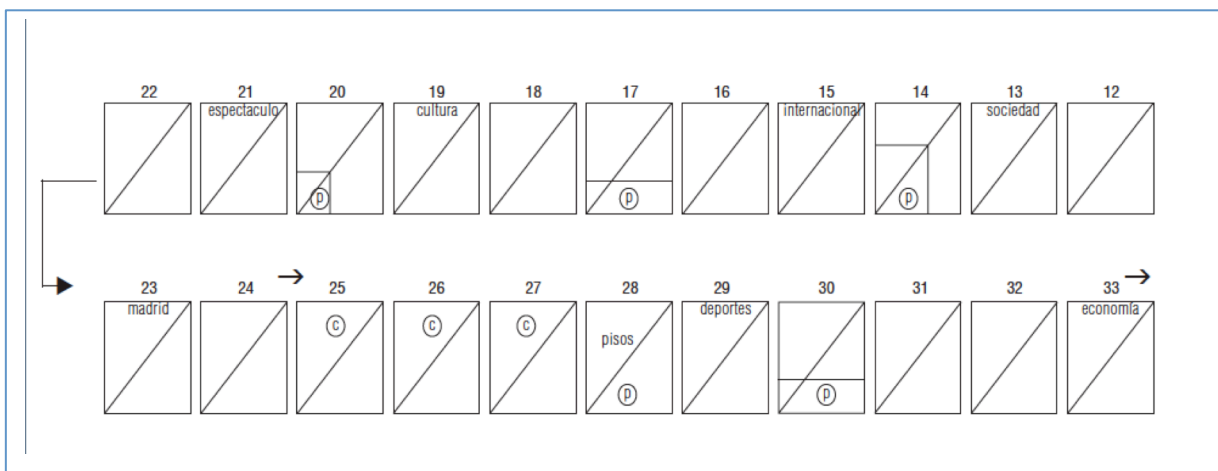 22 21 20 19 18 17 16 15 14 13 12
espectaculo cultura internacional sociedad
p p p
→ →
23 24 25 26 27 28 29 30 31 32 33
madrid deportes economía
c c c
pisos
p p